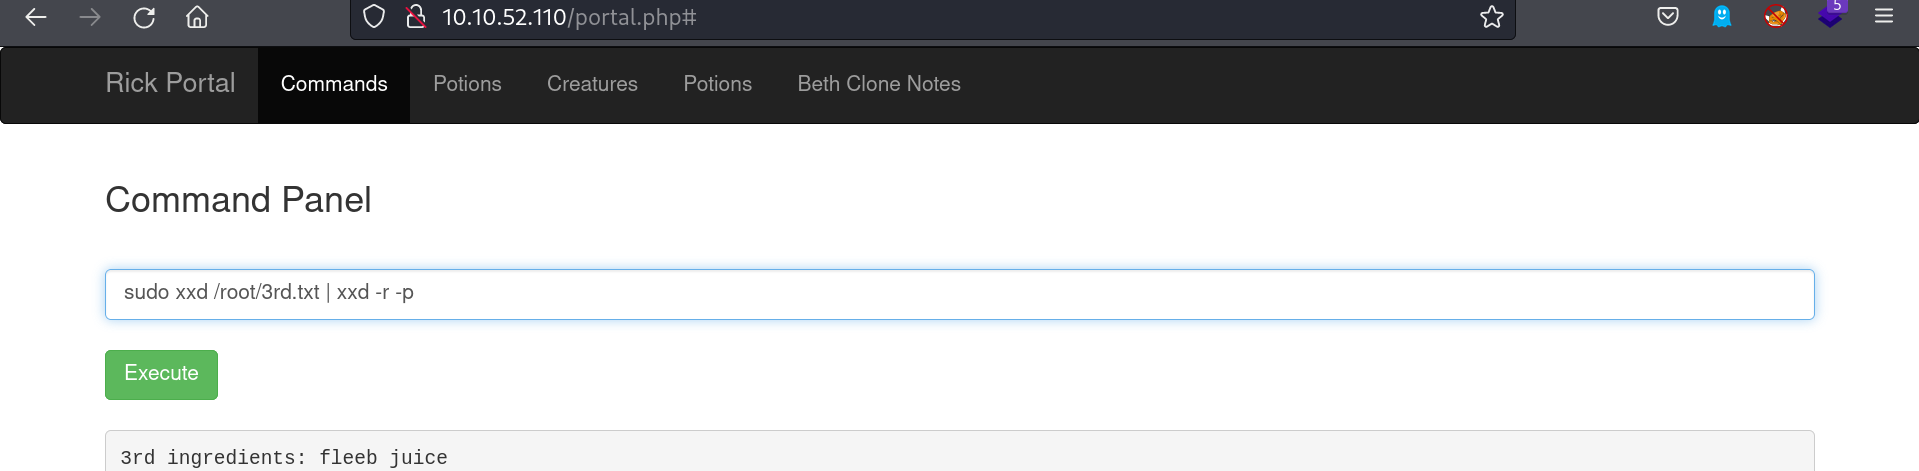 10.10.52.110/portal.php#
5
Rick Portal Commands Potions Creatures Potions Beth Clone Notes
Command Panel
sudo xxd /root/3rd.txt | xxd -r -p
Execute
3rd ingredients: fleeb juice